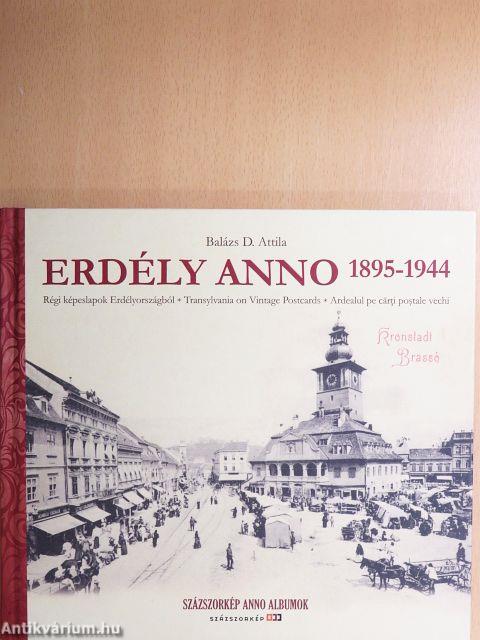 Balázs D. Attila
ERDÉLY ANNO 1895-1944
Régi képeslapok Erdélyországból • Transylvania on Vintage Postcards • Ardealul pe cărți poștale vechi
Kronstadt
Brassó
SZÁZSZORKÉP ANNO ALBUMOK
SZÁZSZORKÉP
Antikvárium.hu